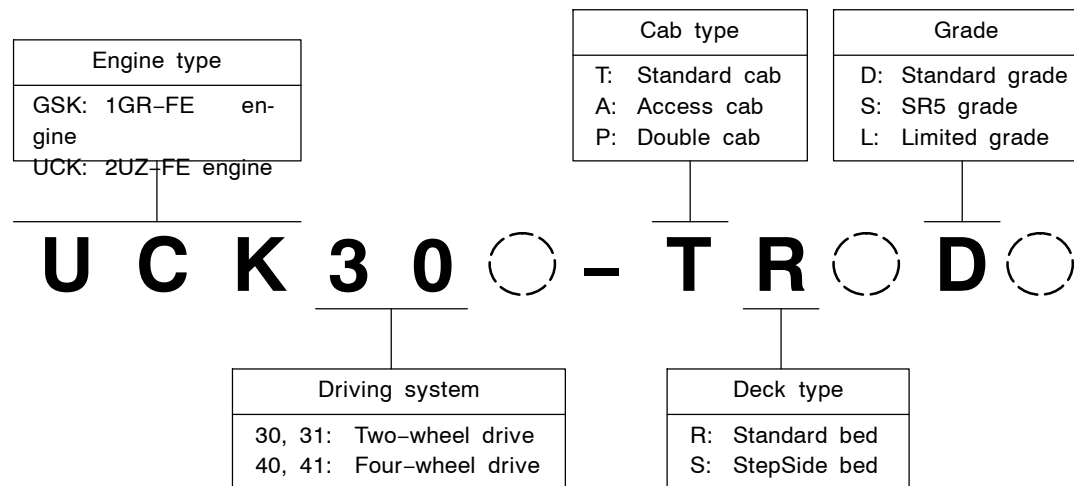 Engine type
GSK: 1GR–FE en-
gine
UCK: 2UZ–FE engine
Cab type
T: Standard cab
A: Access cab
P: Double cab
Grade
D: Standard grade
S: SR5 grade
L: Limited grade
U C K 3 0 – T R D
Driving system
30, 31: Two–wheel drive
40, 41: Four–wheel drive
Deck type
R: Standard bed
S: StepSide bed